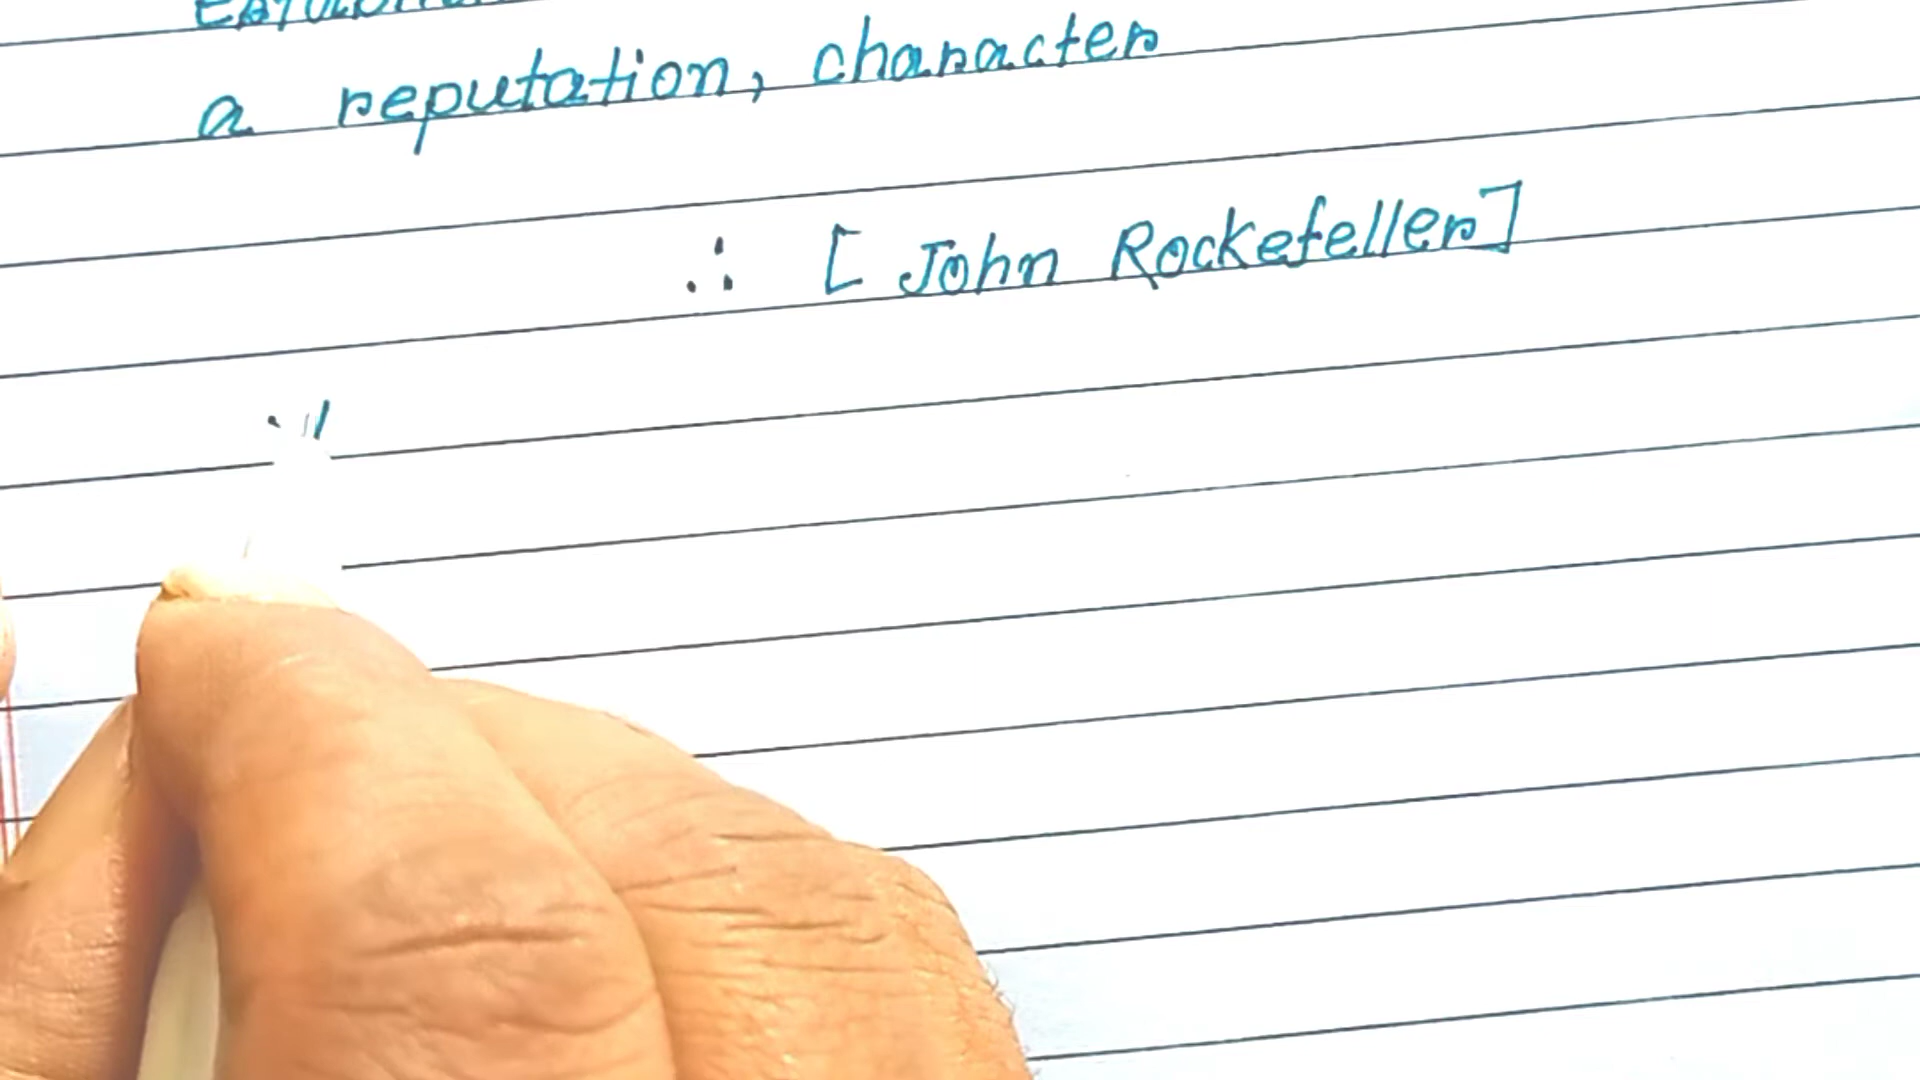 a reputation, character
∴ [John Rockefeller]